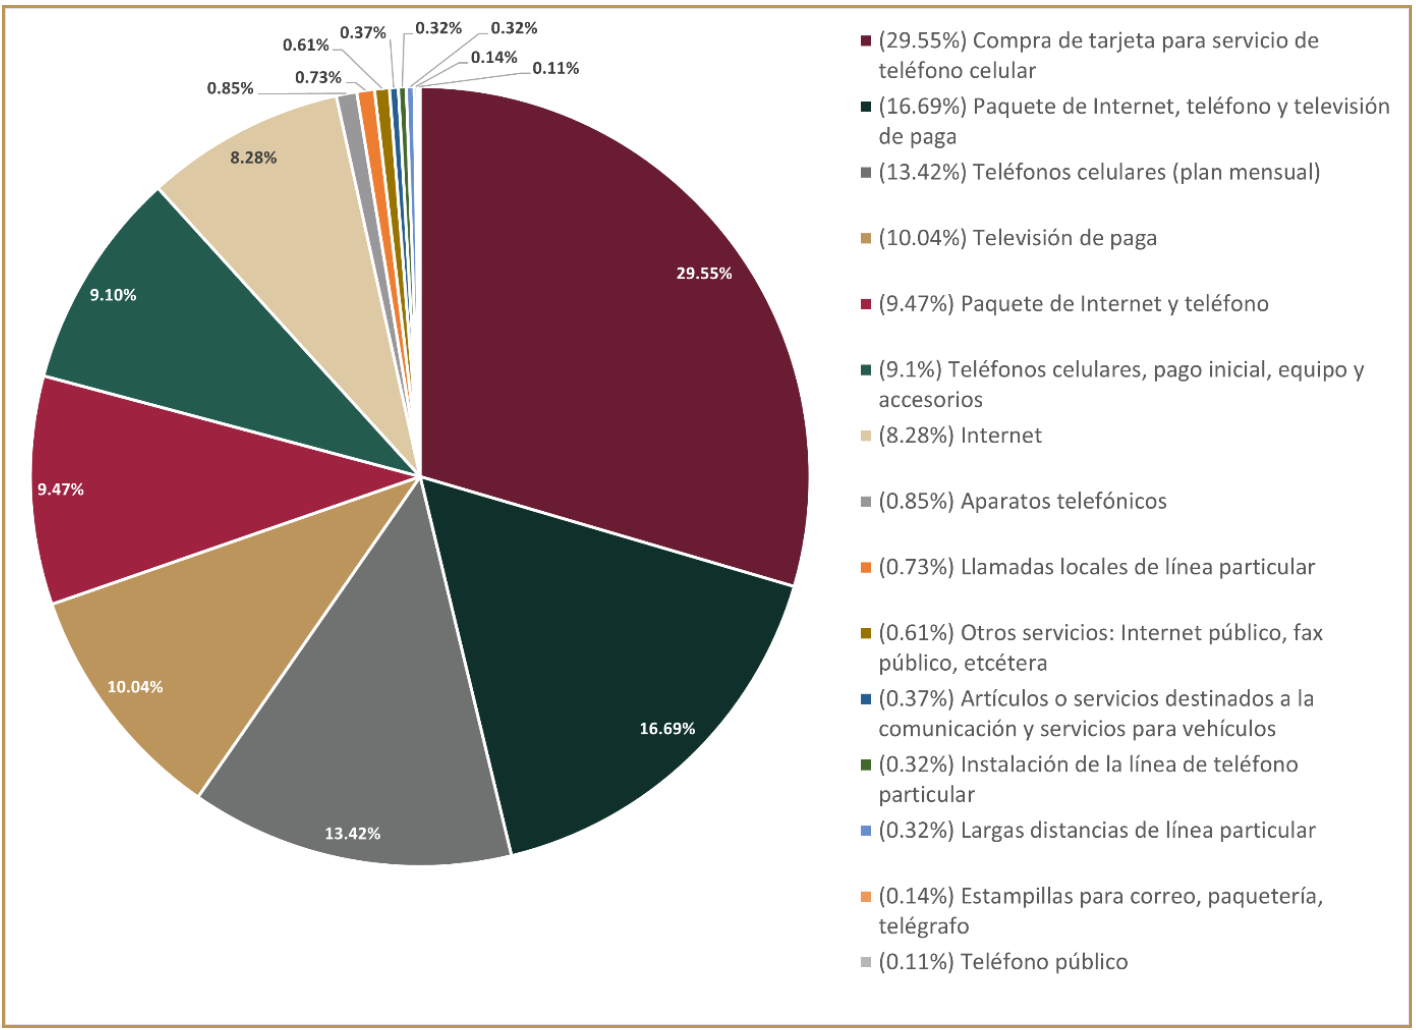 0.37%
0.32%
0.32%
0.61%
0.14%
0.73%
0.11%
0.85%
8.28%
29.55%
9.10%
9.47%
10.04%
16.69%
13.42%
(29.55%) Compra de tarjeta para servicio de
teléfono celular
(16.69%) Paquete de Internet, teléfono y televisión
de paga
(13.42%) Teléfonos celulares (plan mensual)
(10.04%) Televisión de paga
(9.47%) Paquete de Internet y teléfono
(9.1%) Teléfonos celulares, pago inicial, equipo y
accesorios
(8.28%) Internet
(0.85%) Aparatos telefónicos
(0.73%) Llamadas locales de línea particular
(0.61%) Otros servicios: Internet público, fax
público, etcétera
(0.37%) Artículos o servicios destinados a la
comunicación y servicios para vehículos
(0.32%) Instalación de la línea de teléfono
particular
(0.32%) Largas distancias de línea particular
(0.14%) Estampillas para correo, paquetería,
telégrafo
(0.11%) Teléfono público